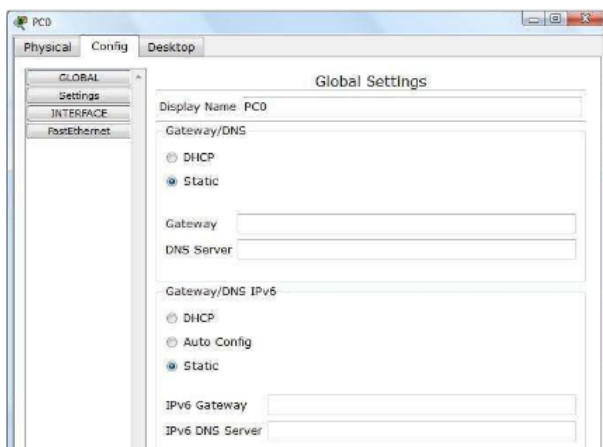 PC0
Physical Config Desktop
GLOBAL
Settings
INTERFACE
FastEthernet
Global Settings
Display Name PC0
Gateway/DNS
DHCP
Static
Gateway
DNS Server
Gateway/DNS IPv6
DHCP
Auto Config
Static
IPv6 Gateway
IPv6 DNS Server